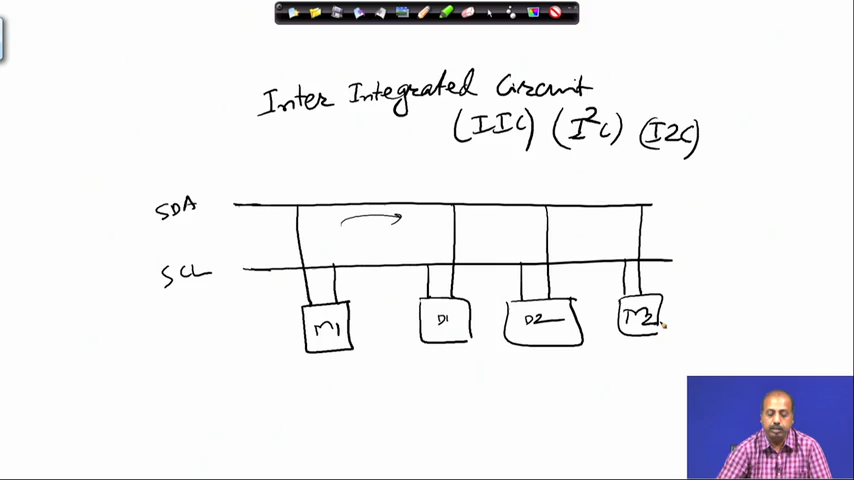 Inter Integrated Circuit
(IIC) (I²C) (I2C)
SDA
SCL
M1 D1 D2 M2